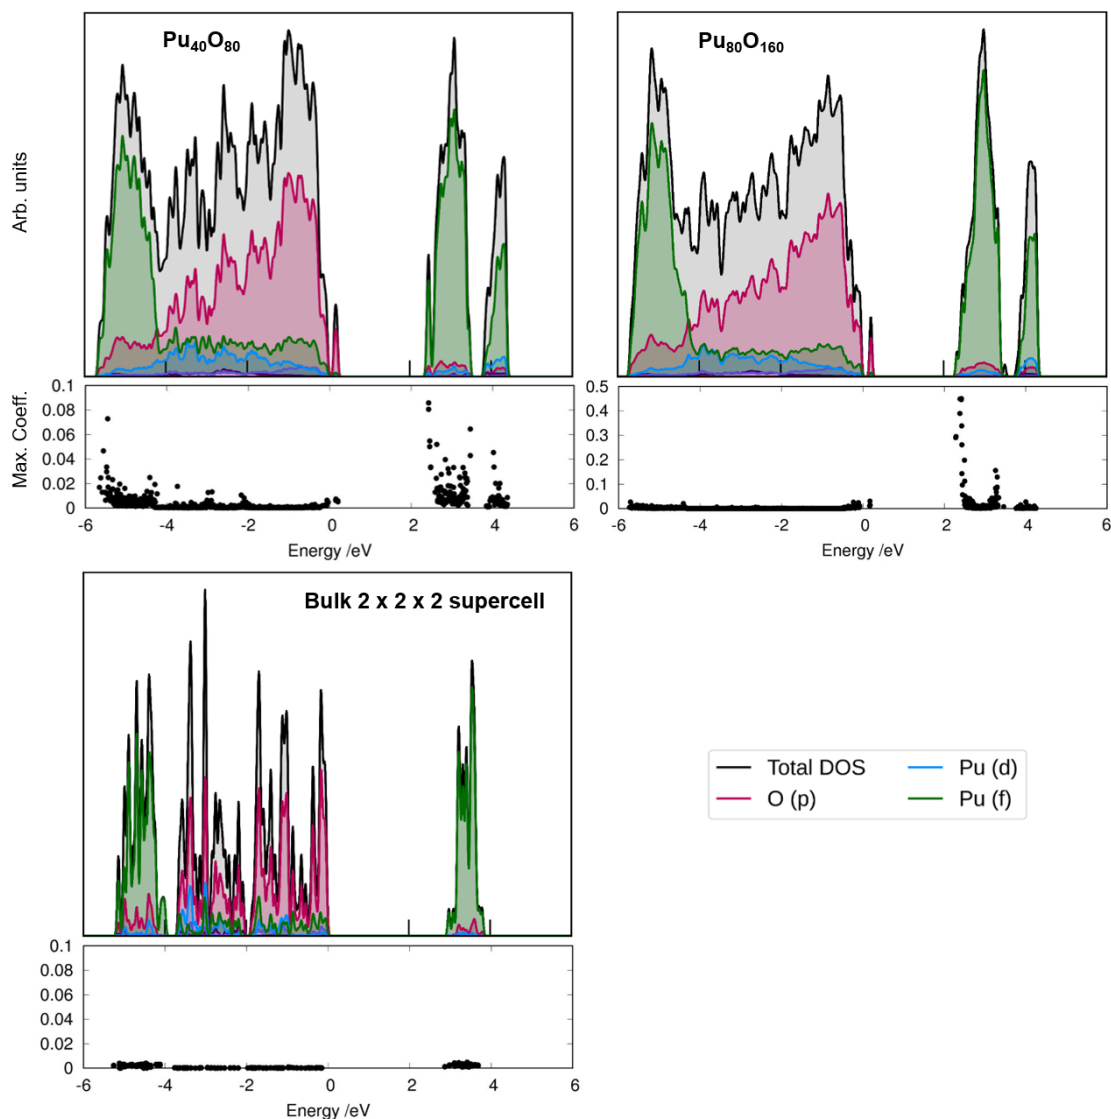 Pu40O80
Arb. units
0.1
0.08
0.06
0.04
0.02
0
Max. Coeff.
-6 -4 -2 0 2 4 6
Energy /eV
Pu80O160
0.5
0.4
0.3
0.2
0.1
0
-6 -4 -2 0 2 4 6
Energy /eV
Bulk 2 x 2 x 2 supercell
0.1
0.08
0.06
0.04
0.02
0
-6 -4 -2 0 2 4 6
Energy /eV
Total DOS Pu (d)
O (p) Pu (f)